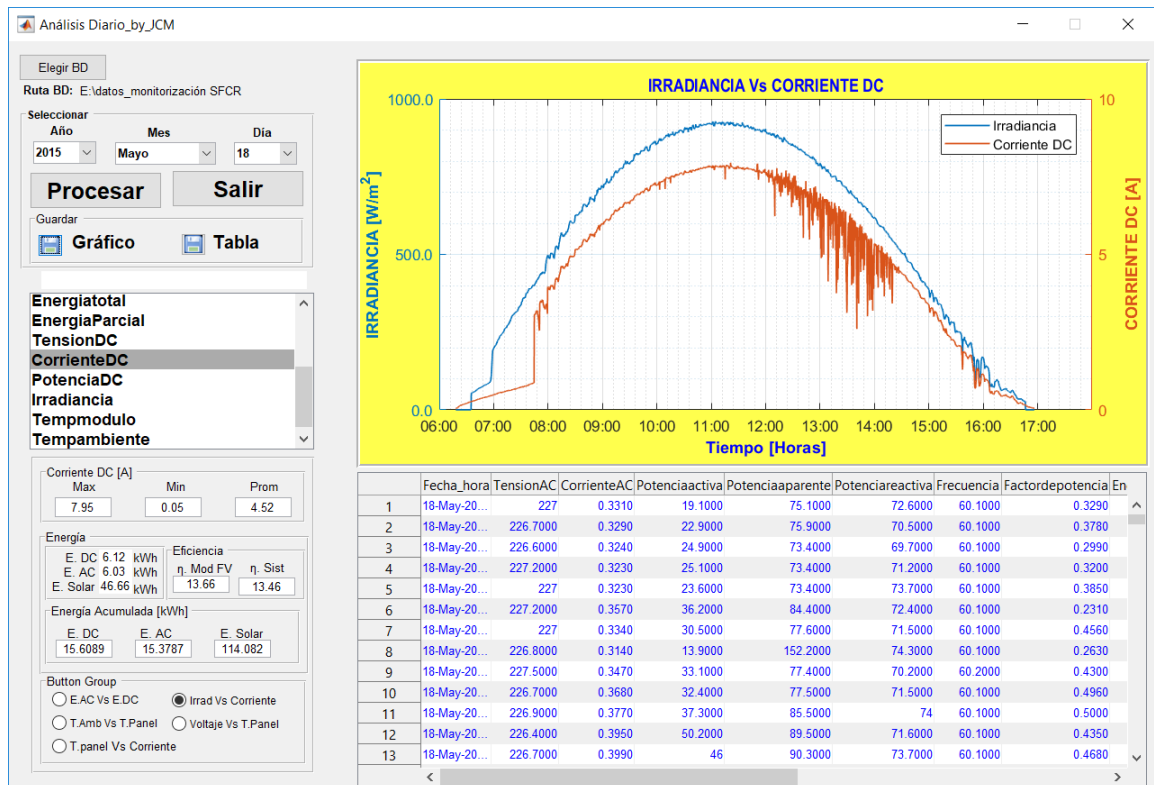 Análisis Diario_by_JCM
Elegir BD
Ruta BD: E:\datos_monitorización SFCR
Seleccionar
Año Mes Dia
2015 Mayo 18
Procesar Salir
Guardar
Gráfico Tabla
Energiatotal
EnergiaParcial
TensionDC
CorrienteDC
PotenciaDC
Irradiancia
Tempmodulo
Tempambiente
Corriente DC [A]
Max Min Prom
7.95 0.05 4.52
Energía
E. DC 6.12 kWh
E. AC 6.03 kWh
E. Solar 46.66 kWh
Eficiencia
η. Mod FV η. Sist
13.66 13.46
Energía Acumulada [kWh]
E. DC E. AC E. Solar
15.6089 15.3787 114.082
Button Group
E.AC Vs E.DC Irrad Vs Corriente
T.Amb Vs T.Panel Voltaje Vs T.Panel
T.panel Vs Corriente
IRRADIANCIA Vs CORRIENTE DC
1000.0 10
Irradiancia
Corriente DC
IRRADIANCIA [W/m²]
CORRIENTE DC [A]
500.0 5
0.0 0
06:00 07:00 08:00 09:00 10:00 11:00 12:00 13:00 14:00 15:00 16:00 17:00
Tiempo [Horas]
Fecha_hora TensionAC CorrienteAC Potenciaactiva Potenciaaparente Potenciareactiva Frecuencia Factordepotencia En
1 18-May-20... 227 0.3310 19.1000 75.1000 72.6000 60.1000 0.3290
2 18-May-20... 226.7000 0.3290 22.9000 75.9000 70.5000 60.1000 0.3780
3 18-May-20... 226.6000 0.3240 24.9000 73.4000 69.7000 60.1000 0.2990
4 18-May-20... 227.2000 0.3230 25.1000 73.4000 71.2000 60.1000 0.3200
5 18-May-20... 227 0.3230 23.6000 73.4000 73.7000 60.1000 0.3850
6 18-May-20... 227.2000 0.3570 36.2000 84.4000 72.4000 60.1000 0.2310
7 18-May-20... 227 0.3340 30.5000 77.6000 71.5000 60.1000 0.4560
8 18-May-20... 226.8000 0.3140 13.9000 152.2000 74.3000 60.1000 0.2630
9 18-May-20... 227.5000 0.3470 33.1000 77.4000 70.2000 60.2000 0.4300
10 18-May-20... 226.7000 0.3680 32.4000 77.5000 71.5000 60.1000 0.4960
11 18-May-20... 226.9000 0.3770 37.3000 85.5000 74 60.1000 0.5000
12 18-May-20... 226.4000 0.3950 50.2000 89.5000 71.6000 60.1000 0.4350
13 18-May-20... 226.7000 0.3990 46 90.3000 73.7000 60.1000 0.4680